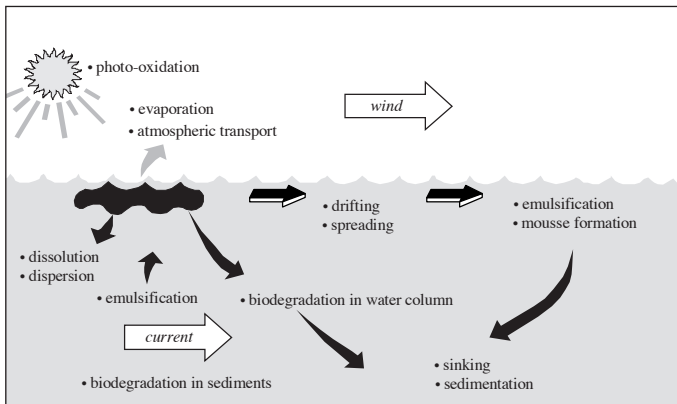 • photo-oxidation
• evaporation
• atmospheric transport
wind
• drifting
• spreading
• emulsification
• mousse formation
• dissolution
• dispersion
• emulsification
• biodegradation in water column
current
• biodegradation in sediments
• sinking
• sedimentation